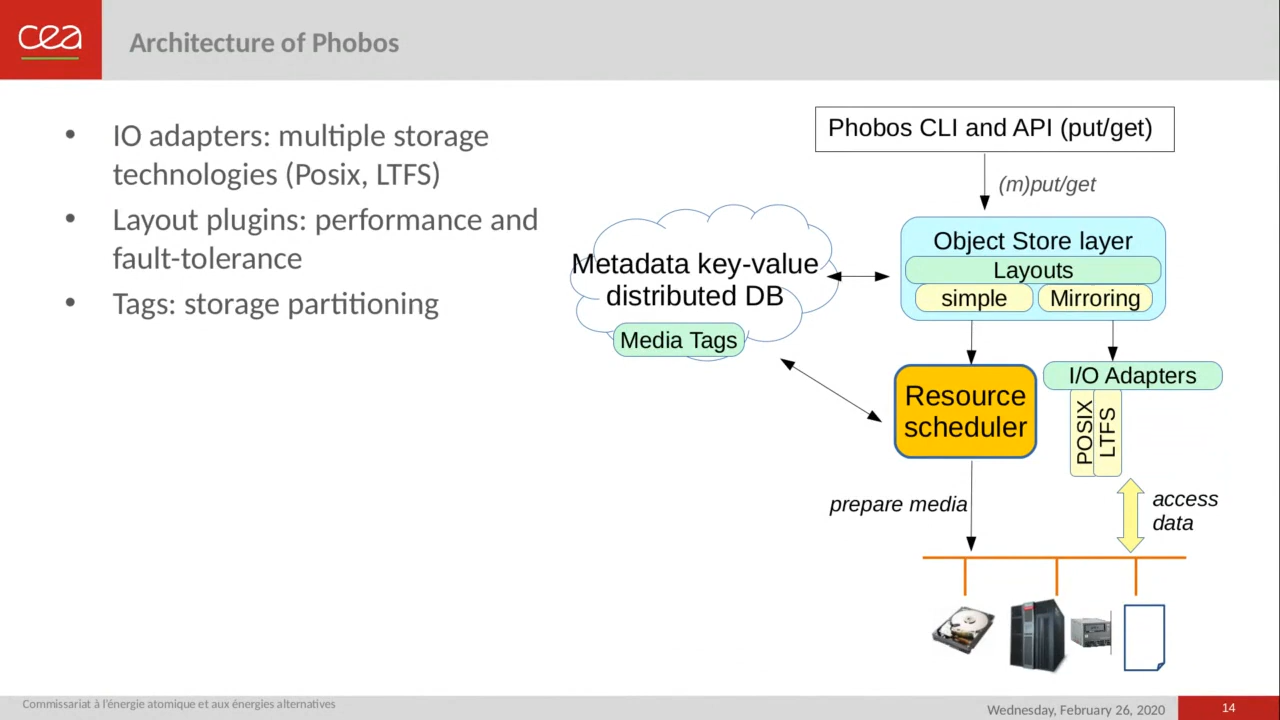 cea
Architecture of Phobos
• IO adapters: multiple storage
technologies (Posix, LTFS)
• Layout plugins: performance and
fault-tolerance
• Tags: storage partitioning
Phobos CLI and API (put/get)
(m)put/get
Metadata key-value
distributed DB
Media Tags
Object Store layer
Layouts
simple
Mirroring
Resource
scheduler
I/O Adapters
POSIX
LTFS
prepare media
access
data
Commissariat à l'énergie atomique et aux énergies alternatives
Wednesday, February 26, 2020
14